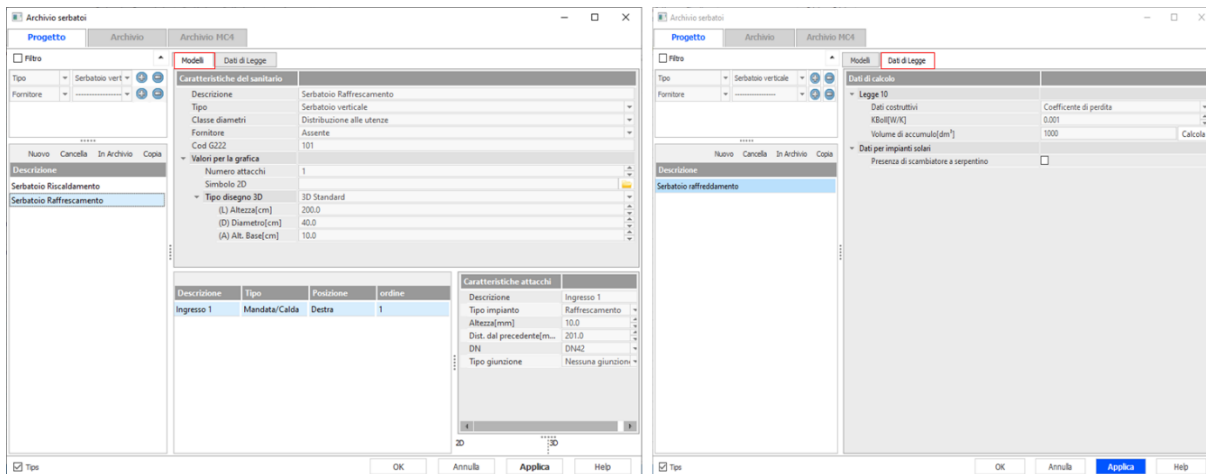 Archivio serbatoi
Progetto Archivio Archivio MC4
Filtro
Tipo Serbatoio vert
Fornitore ----------------
Nuovo Cancella In Archivio Copia
Descrizione
Serbatoio Riscaldamento
Serbatoio Raffrescamento
Modelli Dati di Legge
Caratteristiche del sanitario
Descrizione Serbatoio Raffrescamento
Tipo Serbatoio verticale
Classe diametri Distribuzione alle utenze
Fornitore Assente
Cod G222 101
Valori per la grafica
Numero attacchi 1
Simbolo 2D
Tipo disegno 3D 3D Standard
(L) Altezza[cm] 200.0
(D) Diametro[cm] 40.0
(A) Alt. Base[cm] 10.0
Descrizione Tipo Posizione ordine
Ingresso 1 Mandata/Calda Destra 1
Caratteristiche attacchi
Descrizione Ingresso 1
Tipo impianto Raffrescamento
Altezza[mm] 10.0
Dist. dal precedente[m... 201.0
DN DN42
Tipo giunzione Nessuna giunzion
2D 3D
Tips OK Annulla Applica Help
Archivio serbatoi
Progetto Archivio Archivio MC4
Filtro
Tipo Serbatoio verticale
Fornitore ----------------
Nuovo Cancella In Archivio Copia
Descrizione
Serbatoio raffreddamento
Modelli Dati di Legge
Dati di calcolo
Legge 10
Dati costruttivi Coefficente di perdita
KBoll[W/K] 0.001
Volume di accumulo[dm³] 1000 Calcola
Dati per impianti solari
Presenza di scambiatore a serpentino
Tips OK Annulla Applica Help